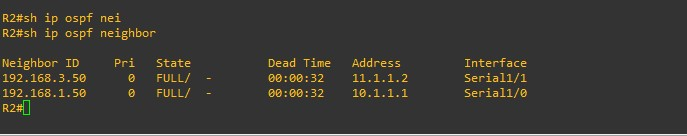 R2#sh ip ospf nei
R2#sh ip ospf neighbor
Neighbor ID     Pri   State           Dead Time   Address         Interface
192.168.3.50      0   FULL/  -        00:00:32    11.1.1.2        Serial1/1
192.168.1.50      0   FULL/  -        00:00:32    10.1.1.1        Serial1/0
R2#